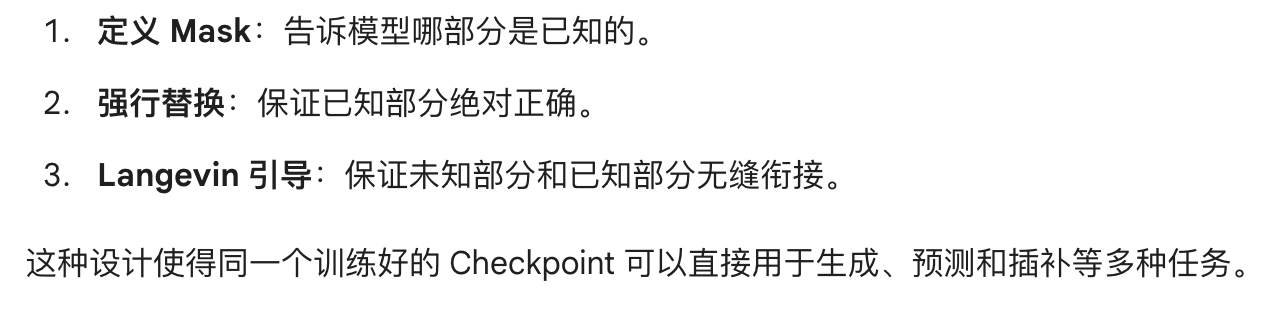 1. 定义 Mask：告诉模型哪部分是已知的。
2. 强行替换：保证已知部分绝对正确。
3. Langevin 引导：保证未知部分和已知部分无缝衔接。
这种设计使得同一个训练好的 Checkpoint 可以直接用于生成、预测和插补等多种任务。